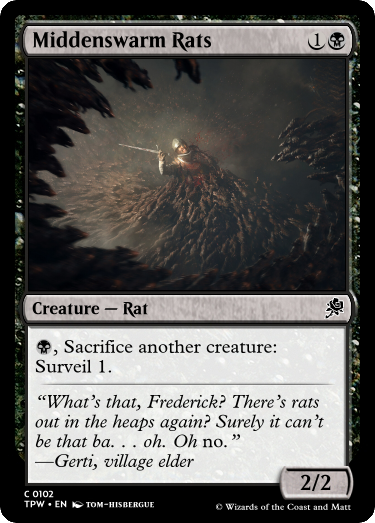 Middenswarm Rats 1
, Sacrifice another creature:
Surveil 1.
“What's that, Frederick? There's rats
out in the heaps again? Surely it can't
be that ba. . . oh. Oh no.”
—Gerti, village elder
Creature — Rat
2/2
C 0102
TPW • EN TOM-HISBERGUE
© Wizards of the Coast and Matt